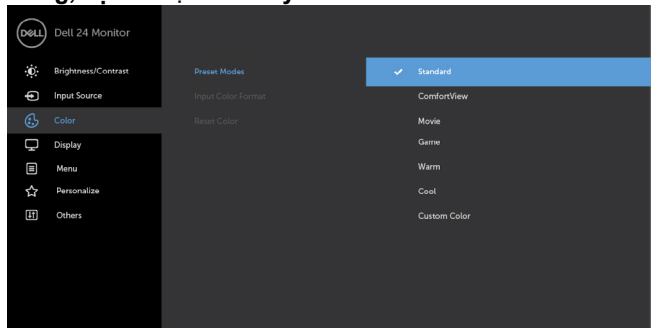 DELL Dell 24 Monitor
Brightness/Contrast Preset Modes Standard
Input Source Input Color Format ComfortView
Color Reset Color Movie
Display Game
Menu Warm
Personalize Cool
Others Custom Color